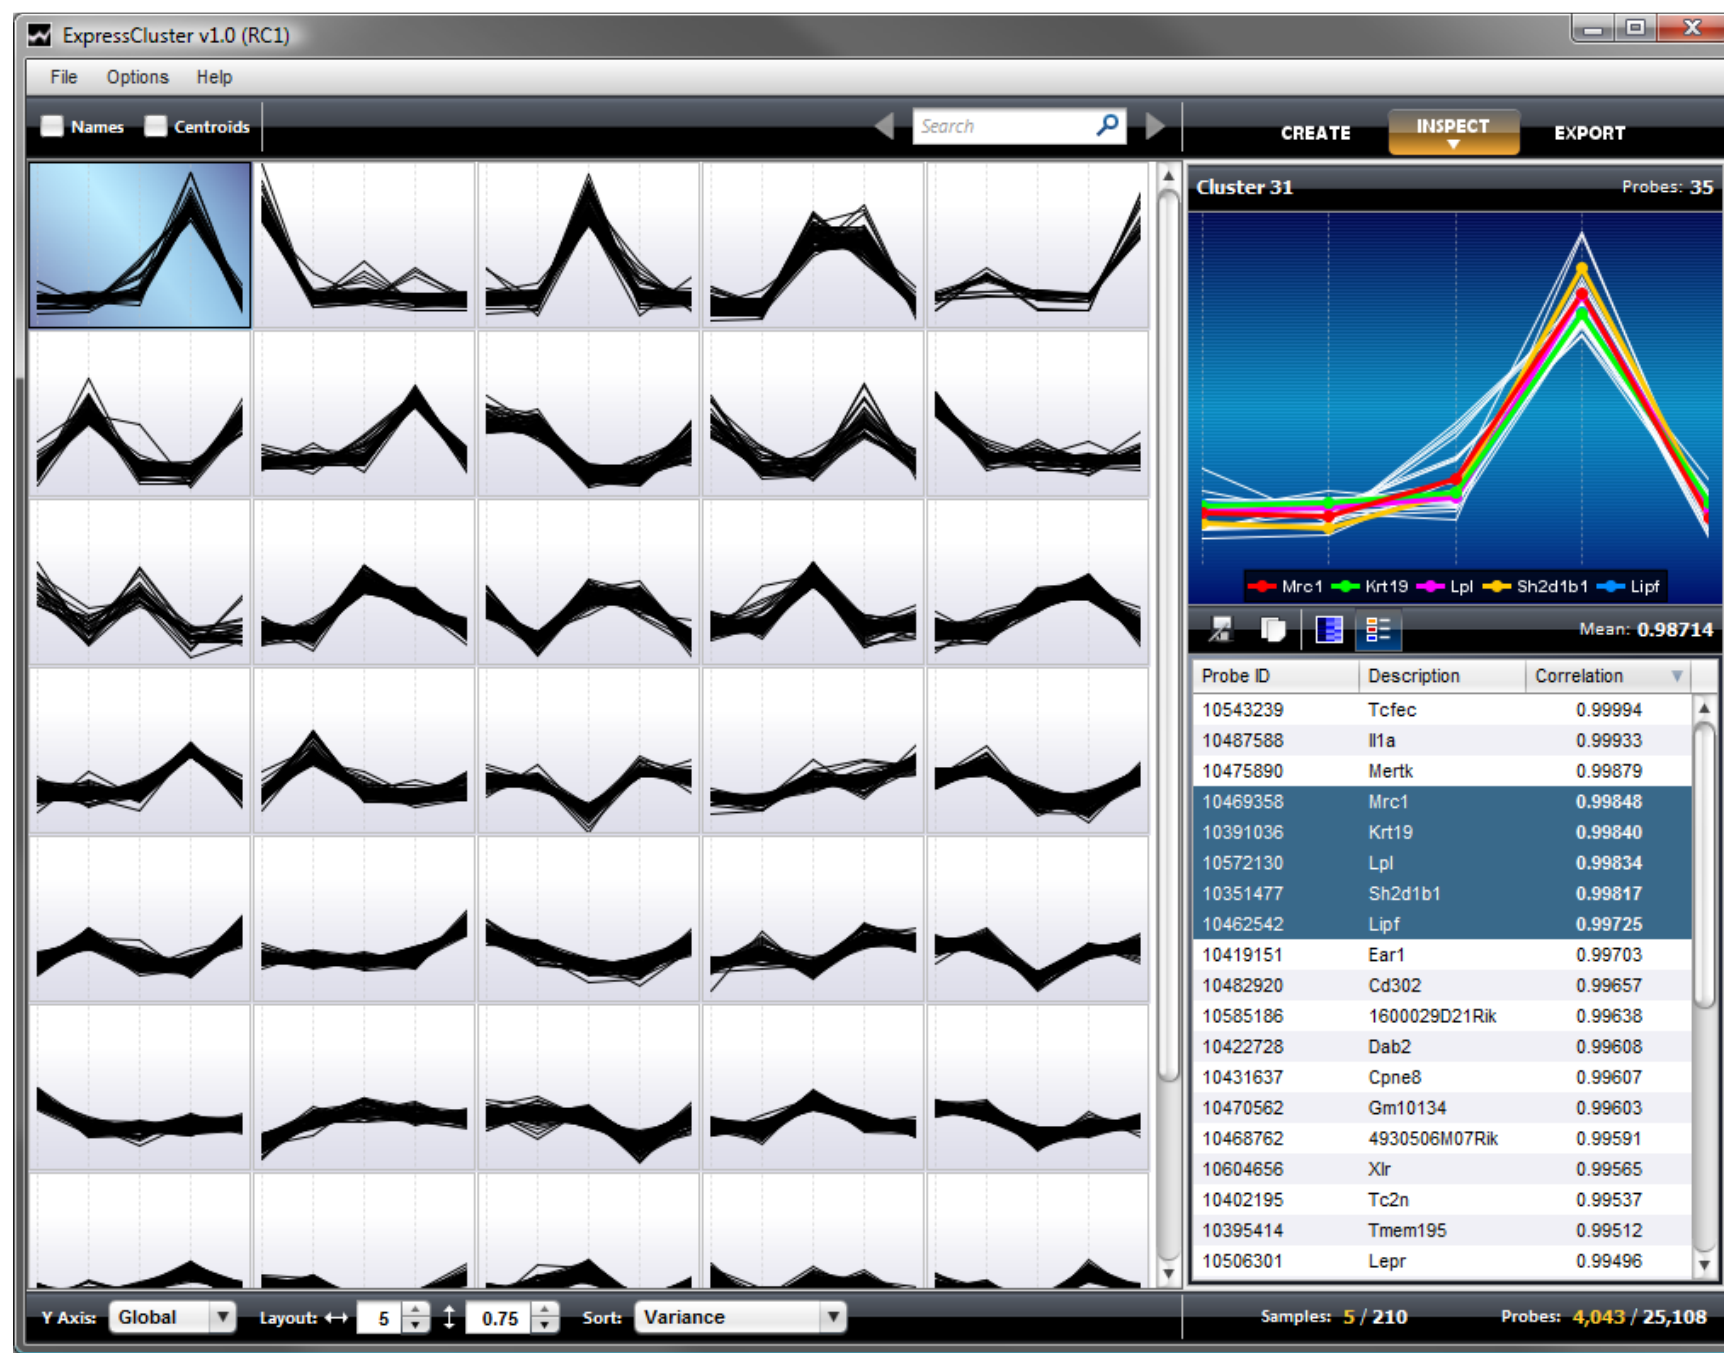 ExpressCluster v1.0 (RC1)
File Options Help
Names Centroids Search CREATE INSPECT EXPORT
Cluster 31 Probes: 35
Mrc1 Krt19 Lpl Sh2d1b1 Lipf
Mean: 0.98714
Probe ID Description Correlation
10543239 Tcfec 0.99994
10487588 Il1a 0.99933
10475890 Mertk 0.99879
10469358 Mrc1 0.99848
10391036 Krt19 0.99840
10572130 Lpl 0.99834
10351477 Sh2d1b1 0.99817
10462542 Lipf 0.99725
10419151 Ear1 0.99703
10482920 Cd302 0.99657
10585186 1600029D21Rik 0.99638
10422728 Dab2 0.99608
10431637 Cpne8 0.99607
10470562 Gm10134 0.99603
10468762 4930506M07Rik 0.99591
10604656 Xlr 0.99565
10402195 Tc2n 0.99537
10395414 Tmem195 0.99512
10506301 Lepr 0.99496
Y Axis: Global Layout: 5 0.75 Sort: Variance Samples: 5 / 210 Probes: 4,043 / 25,108